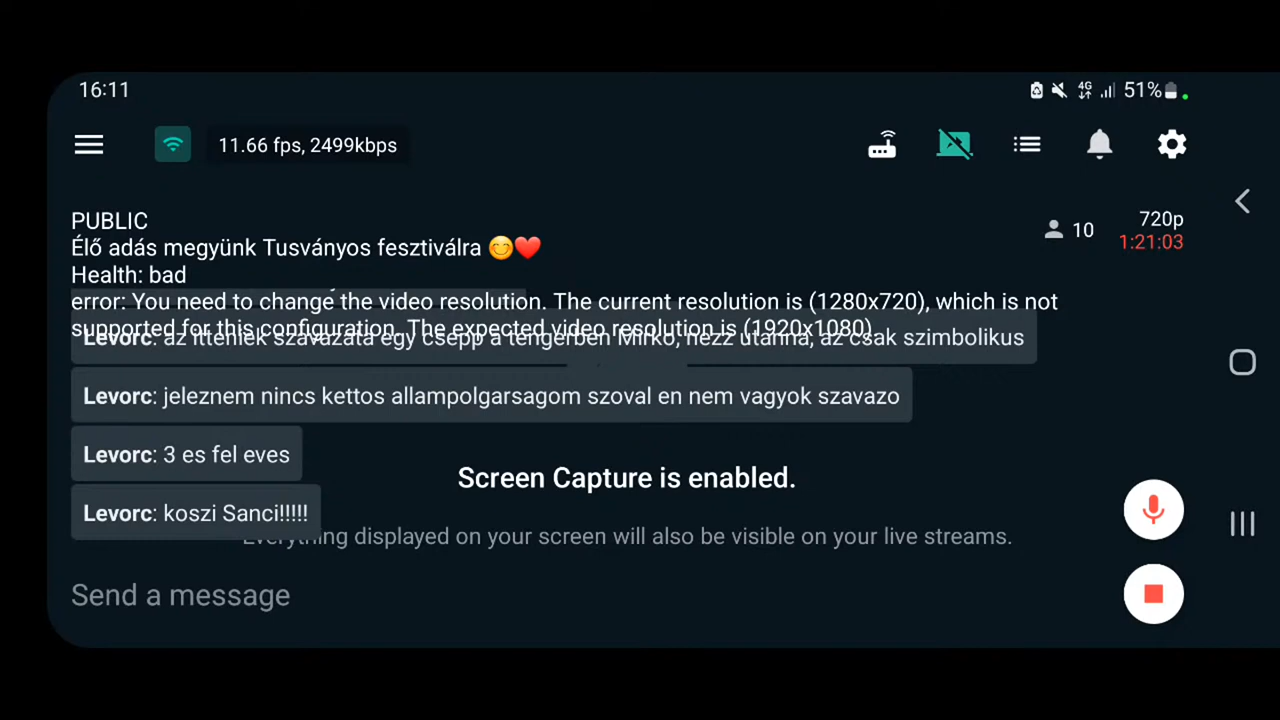 16:11
4G
51%
11.66 fps, 2499kbps
PUBLIC
10
720p
Élő adás megyünk Tusványos fesztiválra 😊❤️
1:21:03
Health: bad
error: You need to change the video resolution. The current resolution is (1280x720), which is not
supported for this configuration. The expected video resolution is (1920x1080).
Levorc: az itteniek szavazata egy csepp a tengerben Mirko, nezz utanna, az csak szimbolikus
Levorc: jeleznem nincs kettos allampolgarsagom szoval en nem vagyok szavazo
Levorc: 3 es fel eves
Screen Capture is enabled.
Levorc: koszi Sanci!!!!!
Everything displayed on your screen will also be visible on your live streams.
Send a message